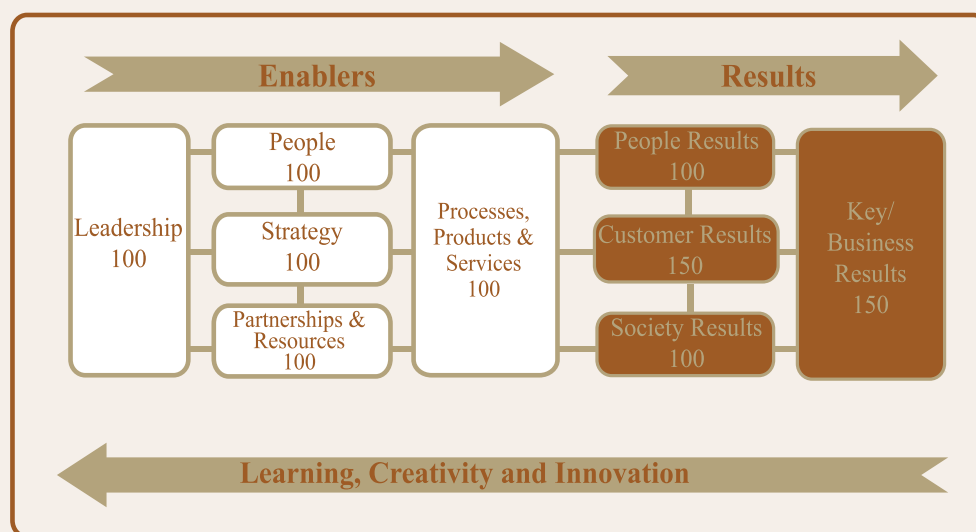 Enablers
Results
Leadership
100
People
100
Strategy
100
Partnerships &
Resources
100
Processes,
Products &
Services
100
People Results
100
Customer Results
150
Society Results
100
Key/
Business
Results
150
Learning, Creativity and Innovation